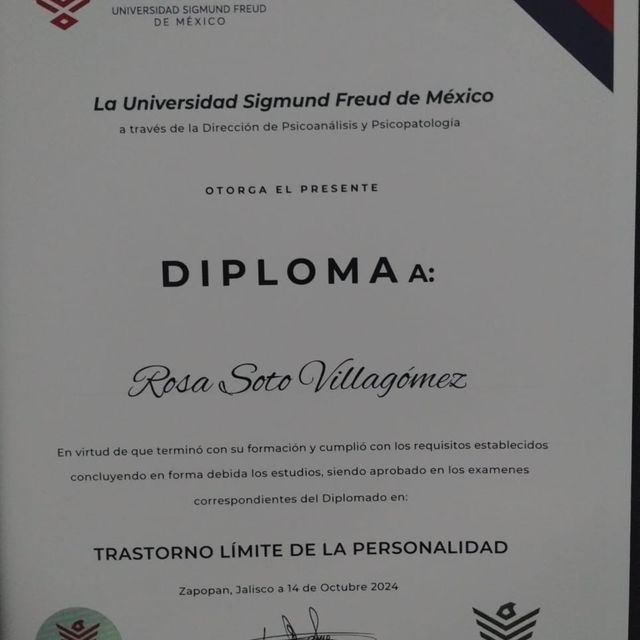 UNIVERSIDAD SIGMUND FREUD
DE MÉXICO
La Universidad Sigmund Freud de México
a través de la Dirección de Psicoanálisis y Psicopatología
OTORGA EL PRESENTE
DIPLOMA A:
Rosa Soto Villagómez
En virtud de que terminó con su formación y cumplió con los requisitos establecidos
concluyendo en forma debida los estudios, siendo aprobado en los examenes
correspondientes del Diplomado en:
TRASTORNO LÍMITE DE LA PERSONALIDAD
Zapopan, Jalisco a 14 de Octubre 2024